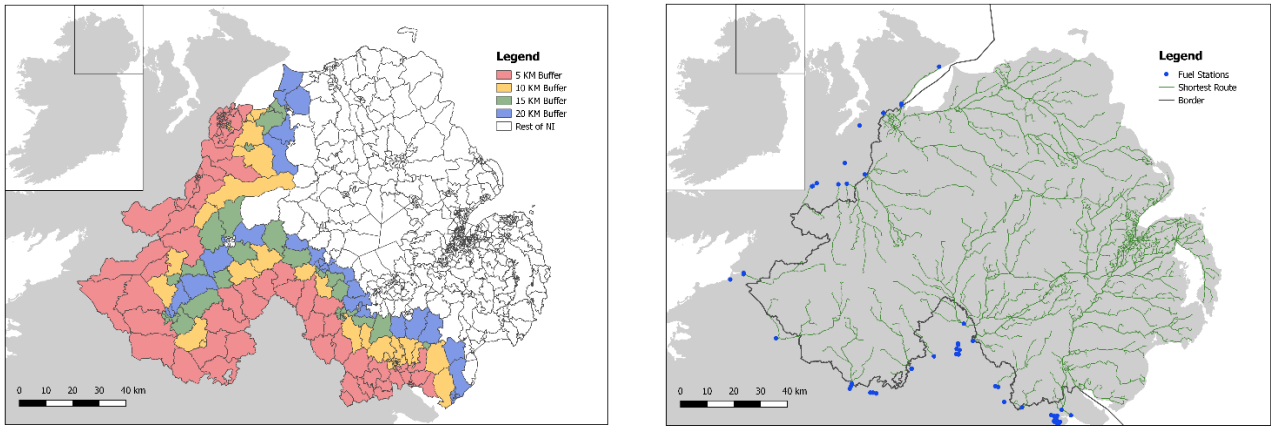 Legend
5 KM Buffer
10 KM Buffer
15 KM Buffer
20 KM Buffer
Rest of NI
0 10 20 30 40 km
Legend
Fuel Stations
Shortest Route
Border
0 10 20 30 40 km